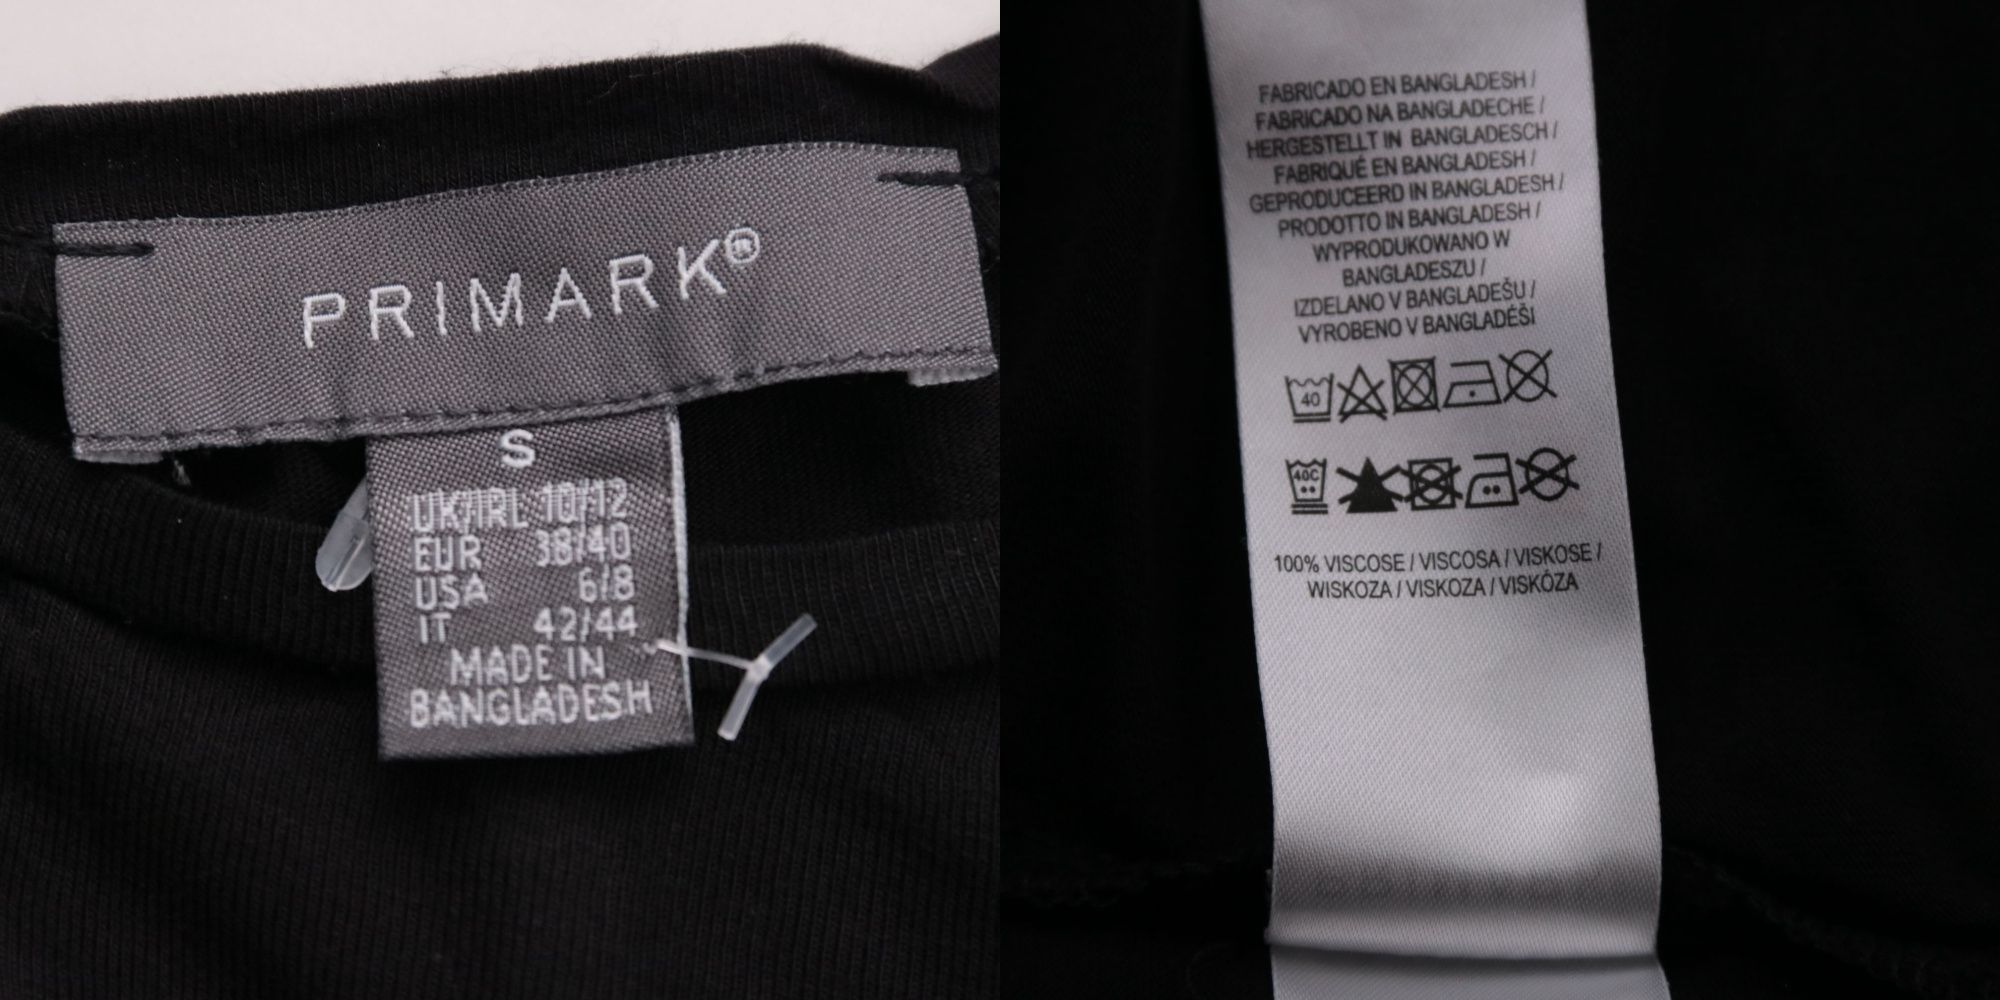 PRIMARK®
S
UK/IRL 10/12
EUR 38/40
USA 6/8
IT 42/44
MADE IN
BANGLADESH
FABRICADO EN BANGLADESH /
FABRICADO NA BANGLADECHE /
HERGESTELLT IN BANGLADESCH /
FABRIQUÉ EN BANGLADESH /
GEPRODUCEERD IN BANGLADESH /
PRODOTTO IN BANGLADESH /
WYPRODUKOWANO W
BANGLADESZU /
IZDELANO V BANGLADEŠU /
VYROBENO V BANGLADÉŠI
40
40C
100% VISCOSE / VISCOSA / VISKOSE /
WISKOZA / VISKOZA / VISKÓZA